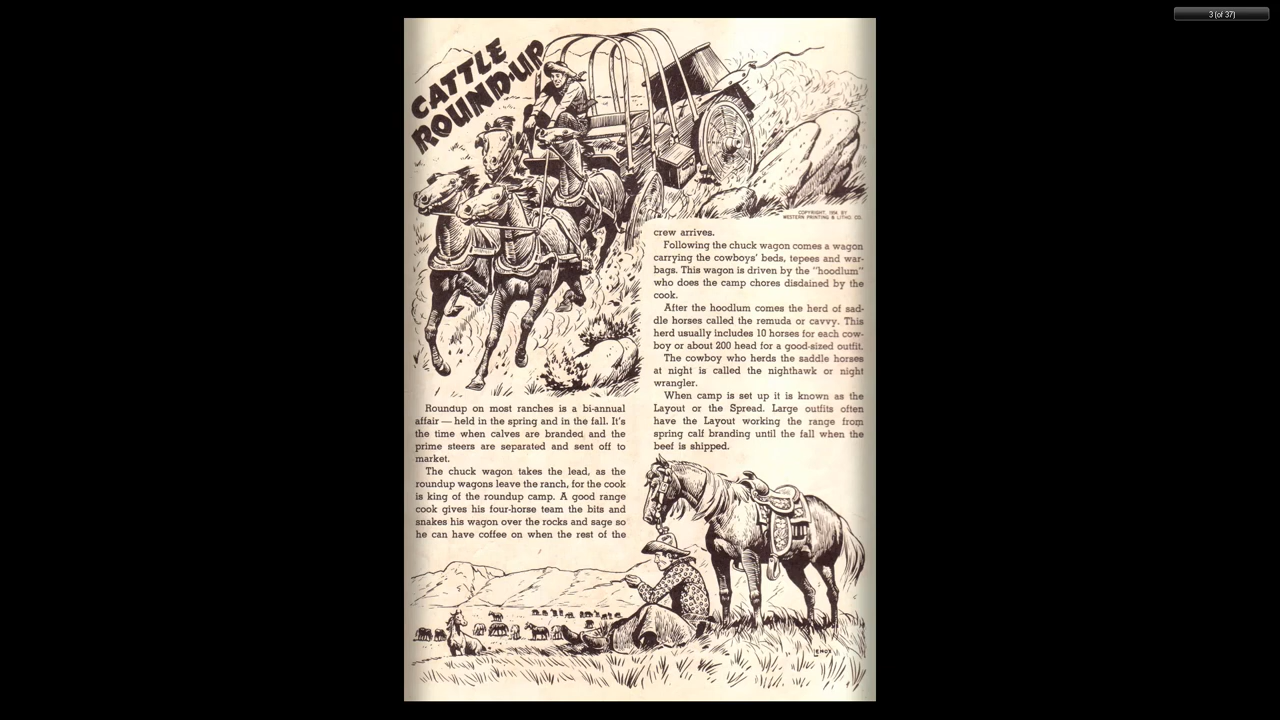 3 (of 37)
CATTLE
ROUND-UP
COPYRIGHT, 1954, BY
WESTERN PRINTING & LITHO. CO.
Roundup on most ranches is a bi-annual
affair — held in the spring and in the fall. It's
the time when calves are branded and the
prime steers are separated and sent off to
market.
The chuck wagon takes the lead, as the
roundup wagons leave the ranch, for the cook
is king of the roundup camp. A good range
cook gives his four-horse team the bits and
snakes his wagon over the rocks and sage so
he can have coffee on when the rest of the
crew arrives.
Following the chuck wagon comes a wagon
carrying the cowboys' beds, tepees and war-
bags. This wagon is driven by the "hoodlum"
who does the camp chores disdained by the
cook.
After the hoodlum comes the herd of sad-
dle horses called the remuda or cavvy. This
herd usually includes 10 horses for each cow-
boy or about 200 head for a good-sized outfit.
The cowboy who herds the saddle horses
at night is called the nighthawk or night
wrangler.
When camp is set up it is known as the
Layout or the Spread. Large outfits often
have the Layout working the range from
spring calf branding until the fall when the
beef is shipped.
LENOX